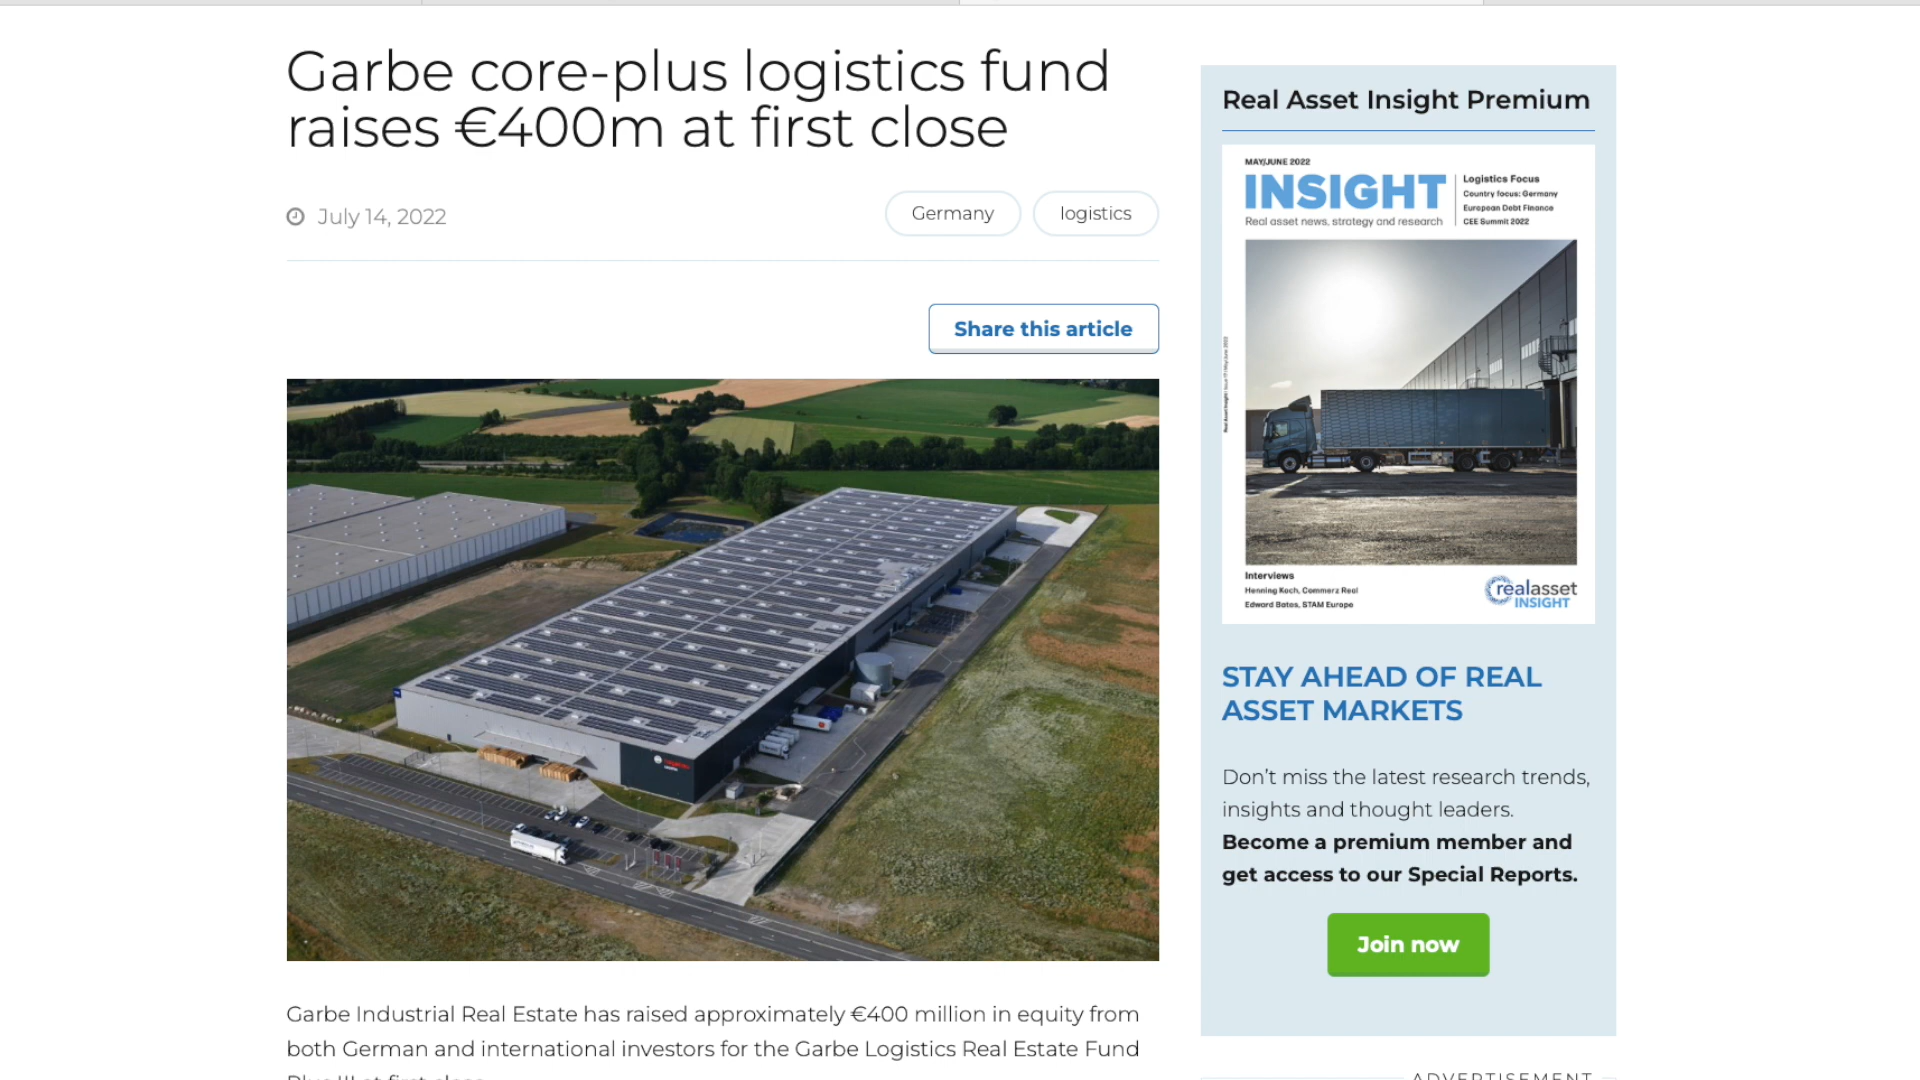 Garbe core-plus logistics fund
raises €400m at first close
July 14, 2022
Germany
logistics
Share this article
Garbe Industrial Real Estate has raised approximately €400 million in equity from
both German and international investors for the Garbe Logistics Real Estate Fund
Plus III at first close
Real Asset Insight Premium
MAY/JUNE 2022
INSIGHT
Real asset news, strategy and research
Logistics Focus
Country focus: Germany
European Debt Finance
CEE Summit 2022
Interviews
Henning Koch, Commerz Real
Edward Bates, STAM Europe
realasset
INSIGHT
STAY AHEAD OF REAL
ASSET MARKETS
Don't miss the latest research trends,
insights and thought leaders.
Become a premium member and
get access to our Special Reports.
Join now
ADVERTISEMENT